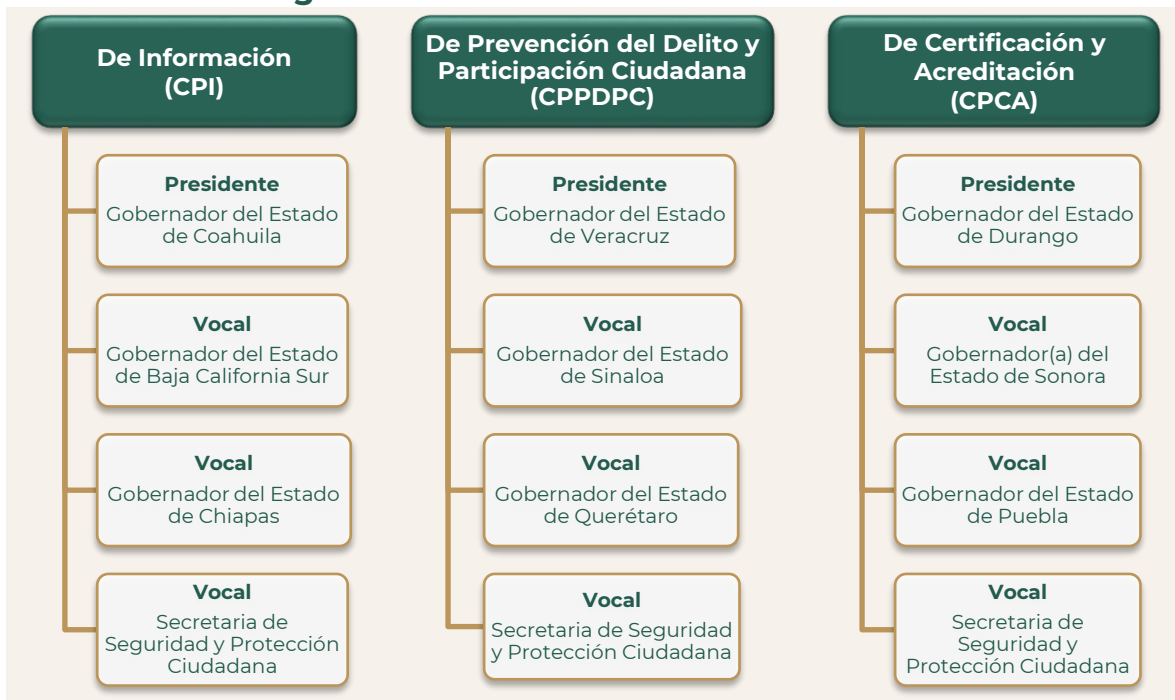 De Información
(CPI)
Presidente
Gobernador del Estado
de Coahuila
Vocal
Gobernador del Estado
de Baja California Sur
Vocal
Gobernador del Estado
de Chiapas
Vocal
Secretaria de
Seguridad y Protección
Ciudadana
De Prevención del Delito y
Participación Ciudadana
(CPPDPC)
Presidente
Gobernador del Estado
de Veracruz
Vocal
Gobernador del Estado
de Sinaloa
Vocal
Gobernador del Estado
de Querétaro
Vocal
Secretaria de Seguridad
y Protección Ciudadana
De Certificación y
Acreditación
(CPCA)
Presidente
Gobernador del Estado
de Durango
Vocal
Gobernador(a) del
Estado de Sonora
Vocal
Gobernador del Estado
de Puebla
Vocal
Secretaria de
Seguridad y
Protección Ciudadana